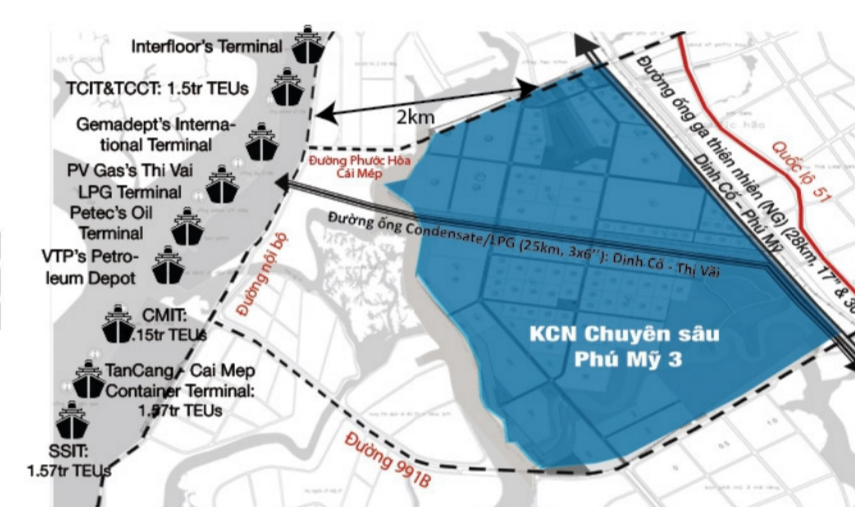 Interfloor's Terminal
TCIT&TCCT: 1.5tr TEUs
2km
Gemadept's Interna-
tional Terminal
Đường Phước Hòa
Cái Mép
PV Gas's Thi Vai
LPG Terminal
Petec's Oil
Terminal
VTP's Petro-
leum Depot
CMIT:
.15tr TEUs
TanCang - Cai Mep
Container Terminal:
1.57tr TEUs
SSIT:
1.57tr TEUs
Đường nội bộ
Đường 991B
Đường ống Condensate/LPG (25km, 3x6''): Dinh Cố - Thị Vải
KCN Chuyên sâu
Phú Mỹ 3
Đường ống ga thiên nhiên (NG) (28km, 17" & 30
Dinh Cố – Phú Mỹ
Quốc lộ 51